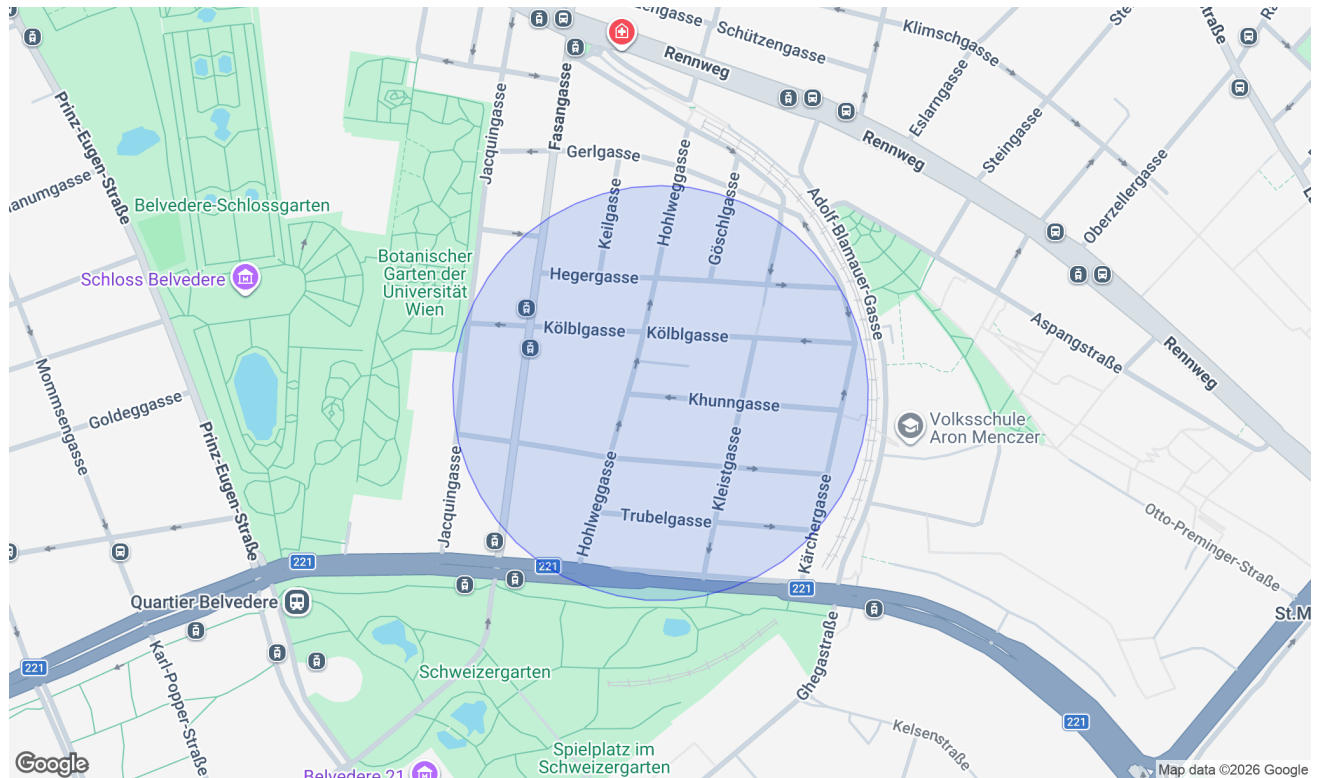 Klimschgasse
Schützengasse
Rennweg
Eslarngasse
Steingasse
Rennweg
Oberzellergasse
Prinz-Eugen-Straße
Jacquingasse
Fasangasse
Gerlgasse
Keilgasse
Hohlweggasse
Göschlgasse
Adolf-Blamauer-Gasse
Belvedere-Schlossgarten
Schloss Belvedere
Botanischer
Garten der
Universität
Wien
Hegergasse
Kölblgasse
Kölblgasse
Aspangstraße
Rennweg
Mommsengasse
Goldeggasse
Khunngasse
Volksschule
Aron Menczer
Prinz-Eugen-Straße
Jacquingasse
Hohlweggasse
Kleistgasse
Kärchergasse
Trubelgasse
Otto-Preminger-Straße
221
221
221
Quartier Belvedere
St.M
221
Karl-Popper-Straße
Schweizergarten
Ghegastraße
221
Kelsenstraße
Spielplatz im
Schweizergarten
Belvedere 21
Google
Map data ©2026 Google